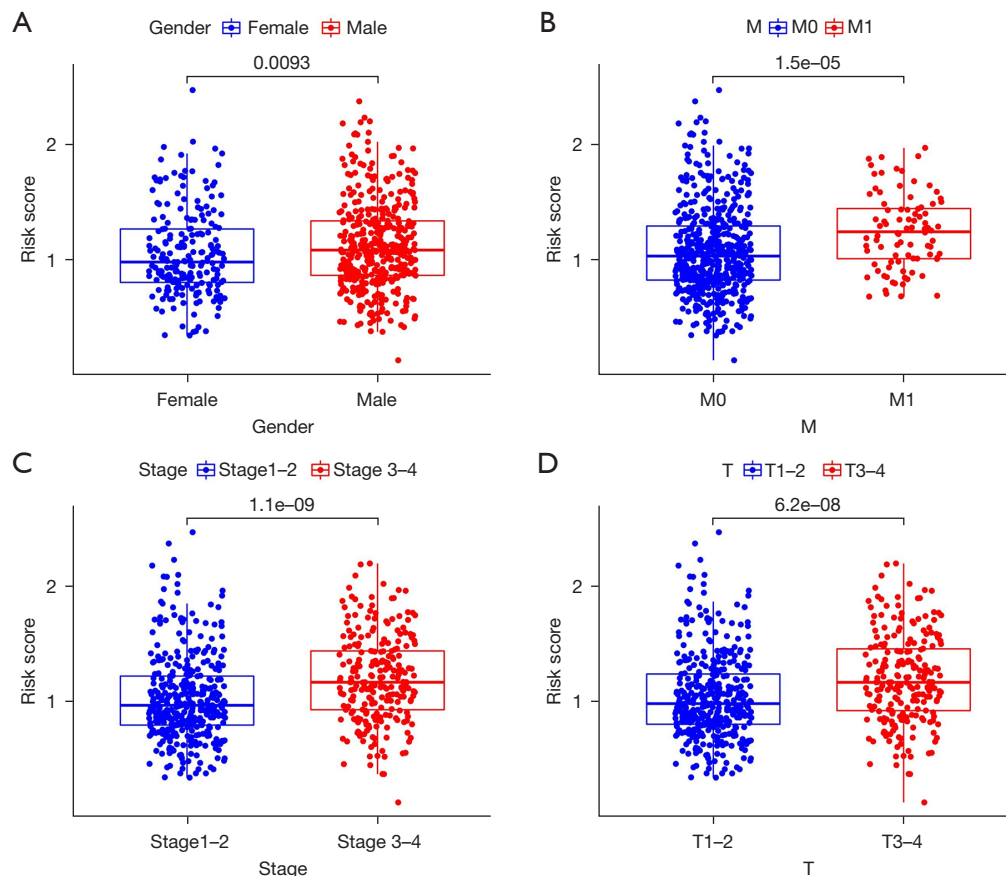 A
Gender Female Male
0.0093
Risk score
2
1
Female Male
Gender
B
M M0 M1
1.5e–05
Risk score
2
1
M0 M1
M
C
Stage Stage1–2 Stage 3–4
1.1e–09
Risk score
2
1
Stage1–2 Stage 3–4
Stage
D
T T1–2 T3–4
6.2e–08
Risk score
2
1
T1–2 T3–4
T